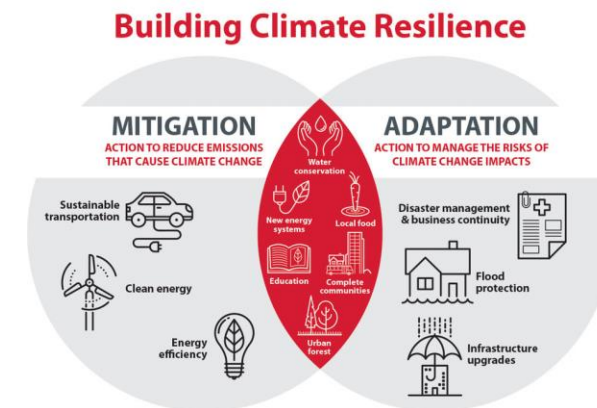 Building Climate Resilience
MITIGATION
ACTION TO REDUCE EMISSIONS
THAT CAUSE CLIMATE CHANGE
Sustainable
transportation
Clean energy
Energy
efficiency
Water
conservation
New energy
systems
Local food
Education
Complete
communities
Urban
forest
ADAPTATION
ACTION TO MANAGE THE RISKS OF
CLIMATE CHANGE IMPACTS
Disaster management
& business continuity
Flood
protection
Infrastructure
upgrades